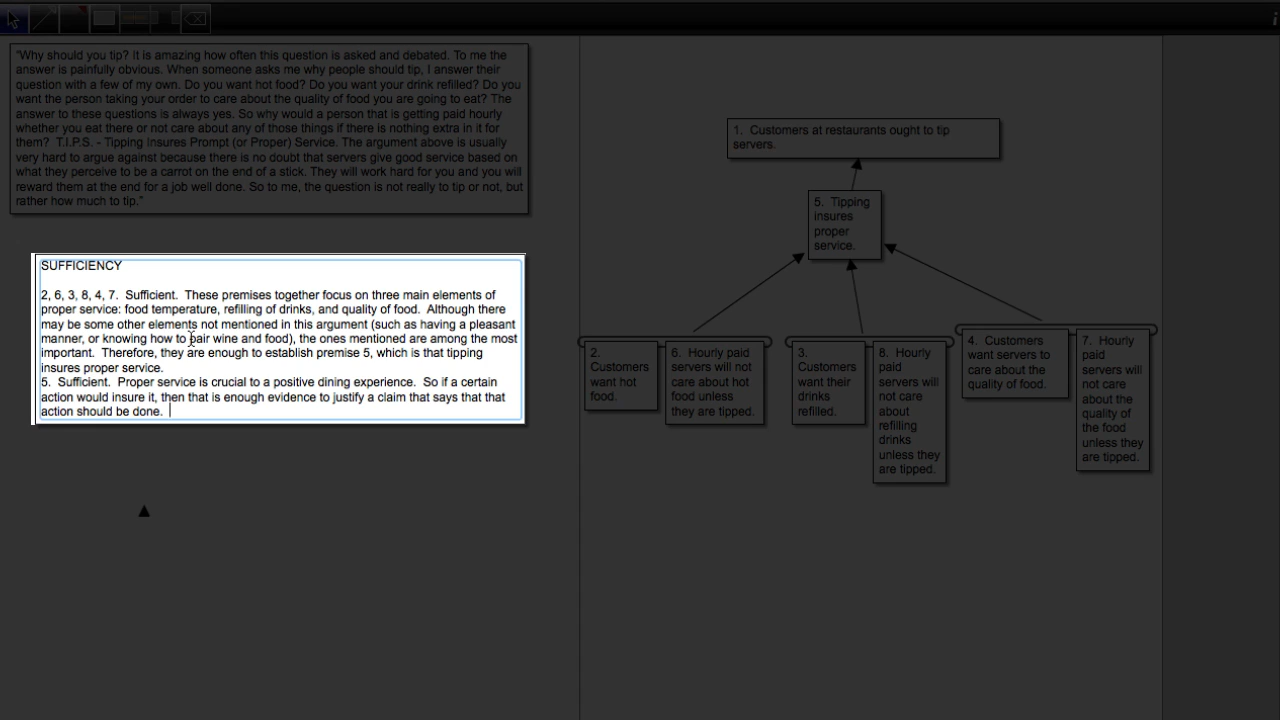 "Why should you tip? It is amazing how often this question is asked and debated. To me the
answer is painfully obvious. When someone asks me why people should tip, I answer their
question with a few of my own. Do you want hot food? Do you want your drink refilled? Do you
want the person taking your order to care about the quality of food you are going to eat? The
answer to these questions is always yes. So why would a person that is getting paid hourly
whether you eat there or not care about any of those things if there is nothing extra in it for
them?  T.I.P.S. - Tipping Insures Prompt (or Proper) Service. The argument above is usually
very hard to argue against because there is no doubt that servers give good service based on
what they perceive to be a carrot on the end of a stick. They will work hard for you and you will
reward them at the end for a job well done. So to me, the question is not really to tip or not, but
rather how much to tip."
SUFFICIENCY
2, 6, 3, 8, 4, 7.  Sufficient.  These premises together focus on three main elements of
proper service: food temperature, refilling of drinks, and quality of food.  Although there
may be some other elements not mentioned in this argument (such as having a pleasant
manner, or knowing how to pair wine and food), the ones mentioned are among the most
important.  Therefore, they are enough to establish premise 5, which is that tipping
insures proper service.
5.  Sufficient.  Proper service is crucial to a positive dining experience.  So if a certain
action would insure it, then that is enough evidence to justify a claim that says that that
action should be done.
1.  Customers at restaurants ought to tip
servers.
5.  Tipping
insures
proper
service.
2.
Customers
want hot
food.
6.  Hourly paid
servers will not
care about hot
food unless
they are tipped.
3.
Customers
want their
drinks
refilled.
8.  Hourly
paid
servers will
not care
about
refilling
drinks
unless they
are tipped.
4.  Customers
want servers to
care about the
quality of food.
7.  Hourly
paid
servers will
not care
about the
quality of
the food
unless they
are tipped.